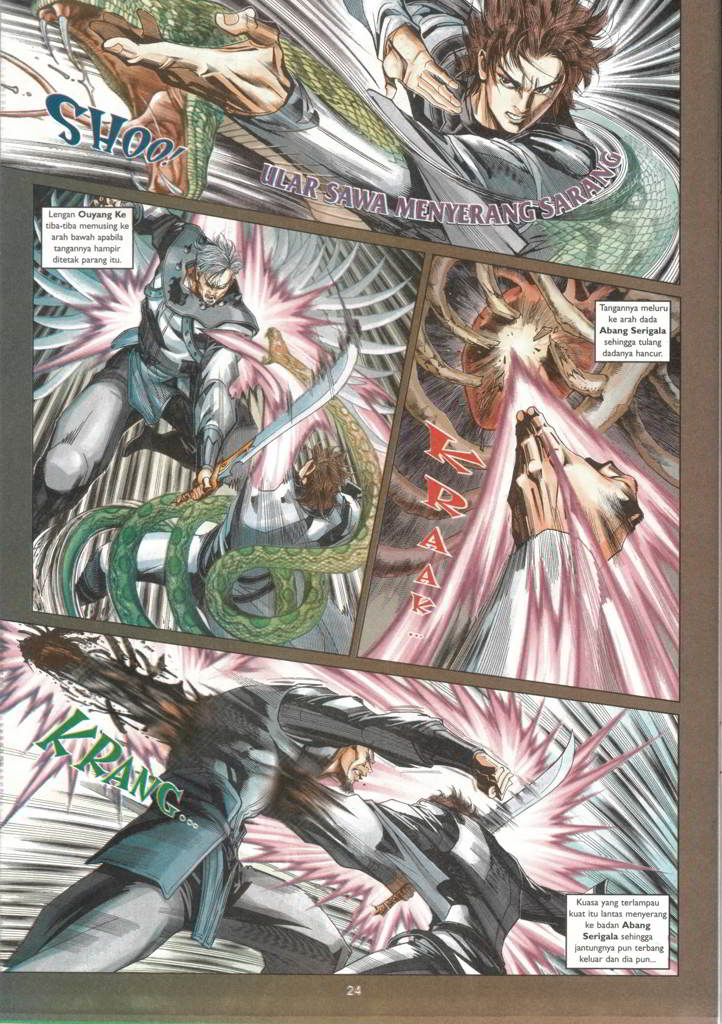 SHOO!
ULAR SAWA MENYERANG SARANG
Lengan Ouyang Ke
tiba-tiba memusing ke
arah bawah apabila
tangannya hampir
ditetak parang itu.
Tangannya meluru
ke arah dada
Abang Serigala
sehingga tulang
dadanya hancur.
KRAAK...
KRANG...
Kuasa yang terlampau
kuat itu lantas menyerang
ke badan Abang
Serigala sehingga
jantungnya pun terbang
keluar dan dia pun...
24